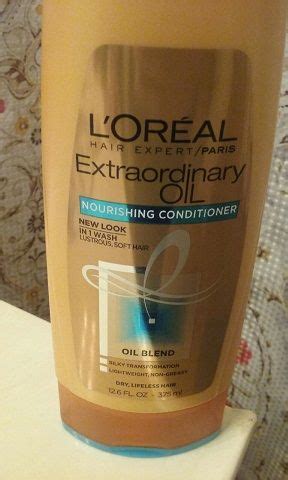 L'ORÉAL
HAIR EXPERT/PARIS
Extraordinary
OIL
NOURISHING CONDITIONER
NEW LOOK
IN 1 WASH
LUSTROUS, SOFT HAIR
OIL BLEND
SILKY TRANSFORMATION
LIGHTWEIGHT, NON-GREASY
DRY, LIFELESS HAIR
12.6 FL. OZ - 375 ml